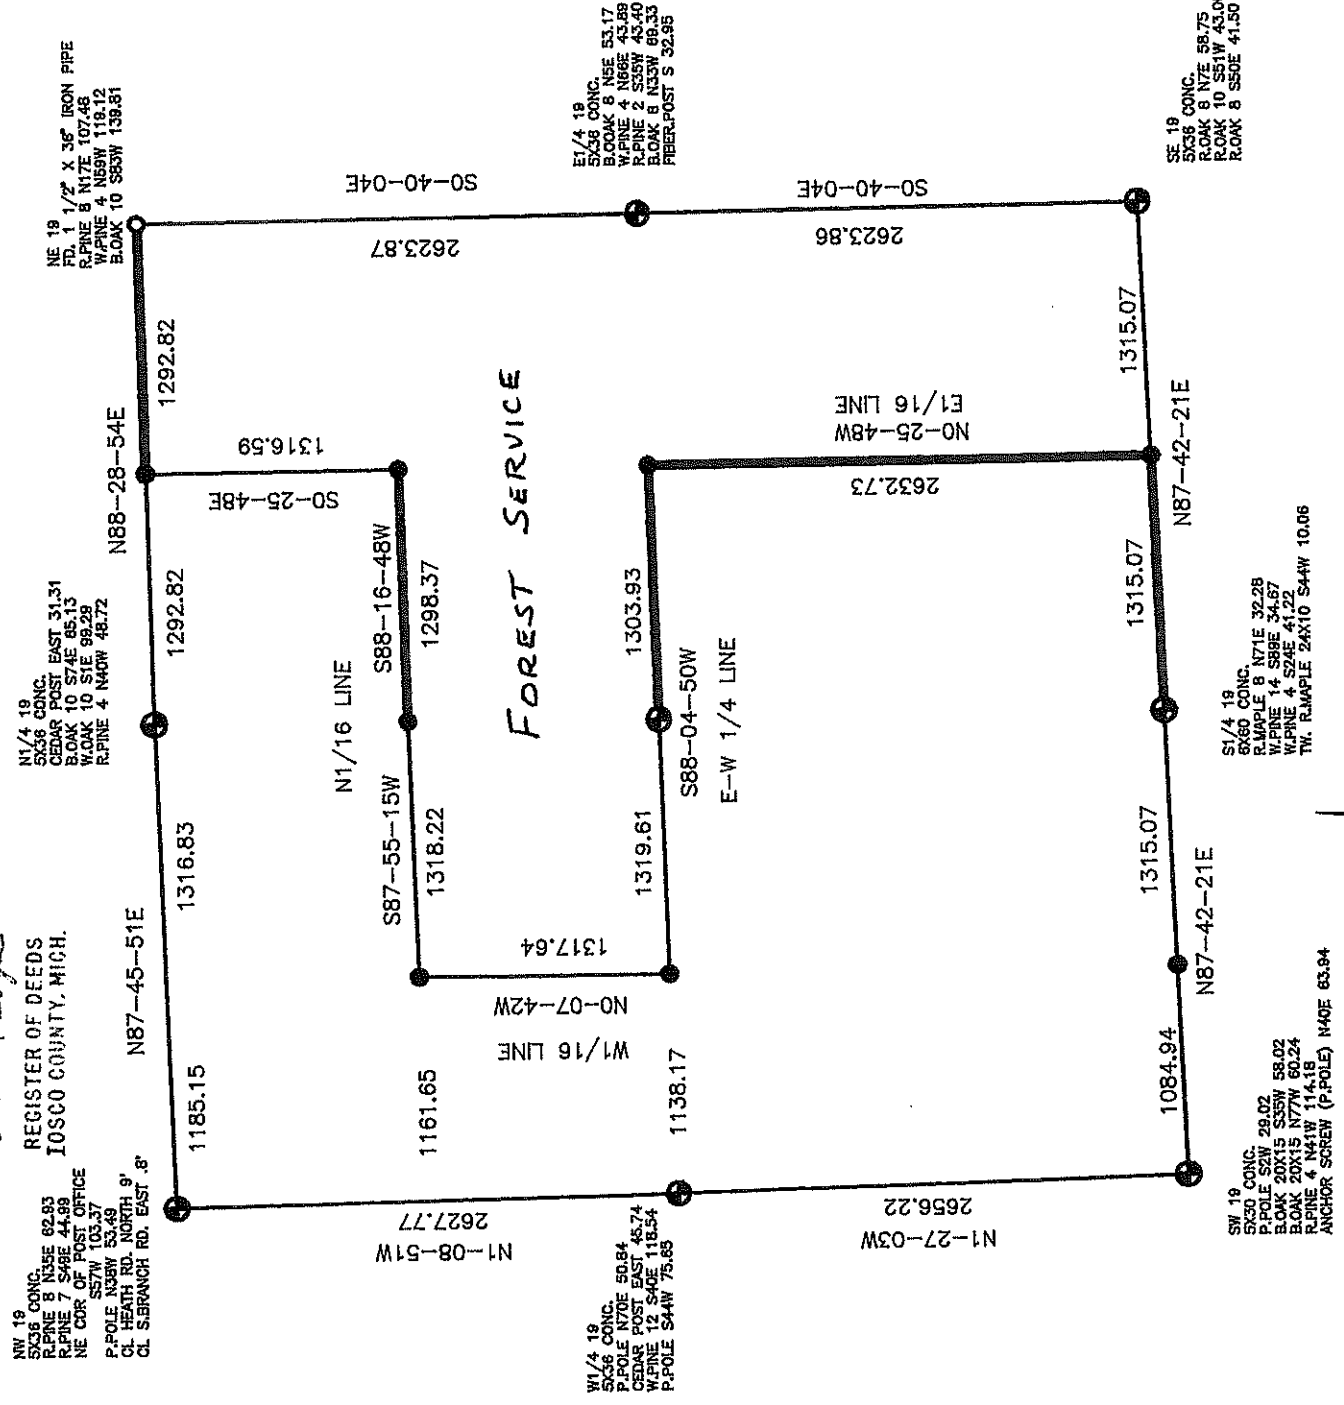 REGISTER OF DEEDS
IOSCO COUNTY, MICH.
NW 19
5X36 CONC.
R.PINE 8 N35E 62.93
R.PINE 7 S49E 44.99
NE COR OF POST OFFICE
S57W 103.37
P.POLE N38W 53.49
CL HEATH RD. NORTH 9'
CL S.BRANCH RD. EAST .8'
N1/4 19
5X36 CONC.
CEDAR POST EAST 31.31
B.OAK 10 S74E 65.13
W.OAK 10 S1E 99.29
R.PINE 4 N40W 48.72
NE 19
FD. 1 1/2" X 36" IRON PIPE
R.PINE 8 N17E 107.48
W.PINE 4 N59W 119.12
B.OAK 10 S83W 139.81
N87-45-51E
1185.15
1316.83
N88-28-54E
1292.82
1292.82
N1-08-51W
2627.77
S0-25-48E
1316.59
2623.87
S0-40-04E
N1/16 LINE
S87-55-15W
1318.22
S88-16-48W
1298.37
1161.65
FOREST SERVICE
W1/16 LINE
N0-07-42W
1317.64
W1/4 19
5X36 CONC.
P.POLE N70E 50.84
CEDAR POST EAST 45.74
W.PINE 12 S40E 118.54
P.POLE S44W 75.65
E1/4 19
5X36 CONC.
B.OOAK 8 N5E 53.17
W.PINE 4 N66E 43.89
R.PINE 2 S35W 43.40
B.OAK 8 N33W 69.33
FIBER.POST S 32.95
1138.17
1319.61
1303.93
S88-04-50W
E-W 1/4 LINE
N1-27-03W
2656.22
2632.73
N0-25-48W
E1/16 LINE
2623.86
S0-40-04E
1084.94
1315.07
1315.07
1315.07
N87-42-21E
N87-42-21E
SW 19
5X30 CONC.
P.POLE S2W 29.02
B.OAK 20X15 S35W 58.02
B.OAK 20X15 N77W 60.24
R.PINE 4 N41W 114.18
ANCHOR SCREW (P.POLE) N40E 63.94
S1/4 19
6X60 CONC.
R.MAPLE 8 N71E 32.28
W.PINE 14 S89E 34.67
W.PINE 4 S24E 41.22
TW. R.MAPLE 24X10 S44W 10.06
SE 19
5X36 CONC.
R.OAK 8 N7E 58.75
R.OAK 10 S51W
R.OAK 8 S50E 41.50